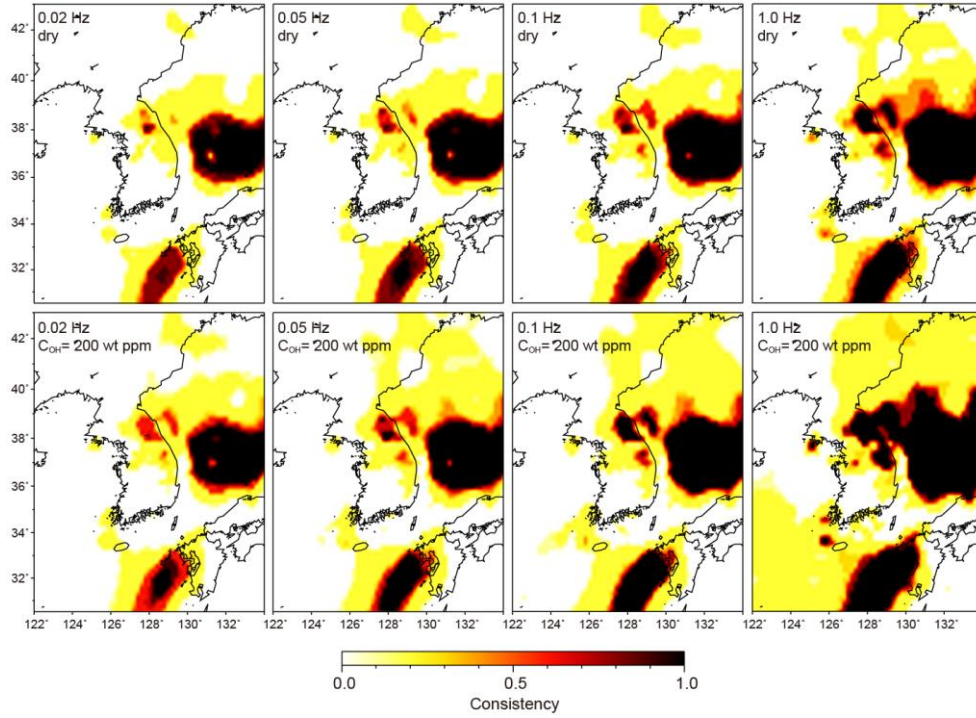 42˚
40˚
38˚
36˚
34˚
32˚
0.02 Hz
dry
0.05 Hz
dry
0.1 Hz
dry
1.0 Hz
dry
42˚
40˚
38˚
36˚
34˚
32˚
0.02 Hz
C_OH= 200 wt ppm
0.05 Hz
C_OH= 200 wt ppm
0.1 Hz
C_OH= 200 wt ppm
1.0 Hz
C_OH= 200 wt ppm
122˚ 124˚ 126˚ 128˚ 130˚ 132˚
122˚ 124˚ 126˚ 128˚ 130˚ 132˚
122˚ 124˚ 126˚ 128˚ 130˚ 132˚
122˚ 124˚ 126˚ 128˚ 130˚ 132˚
0.0 0.5 1.0
Consistency